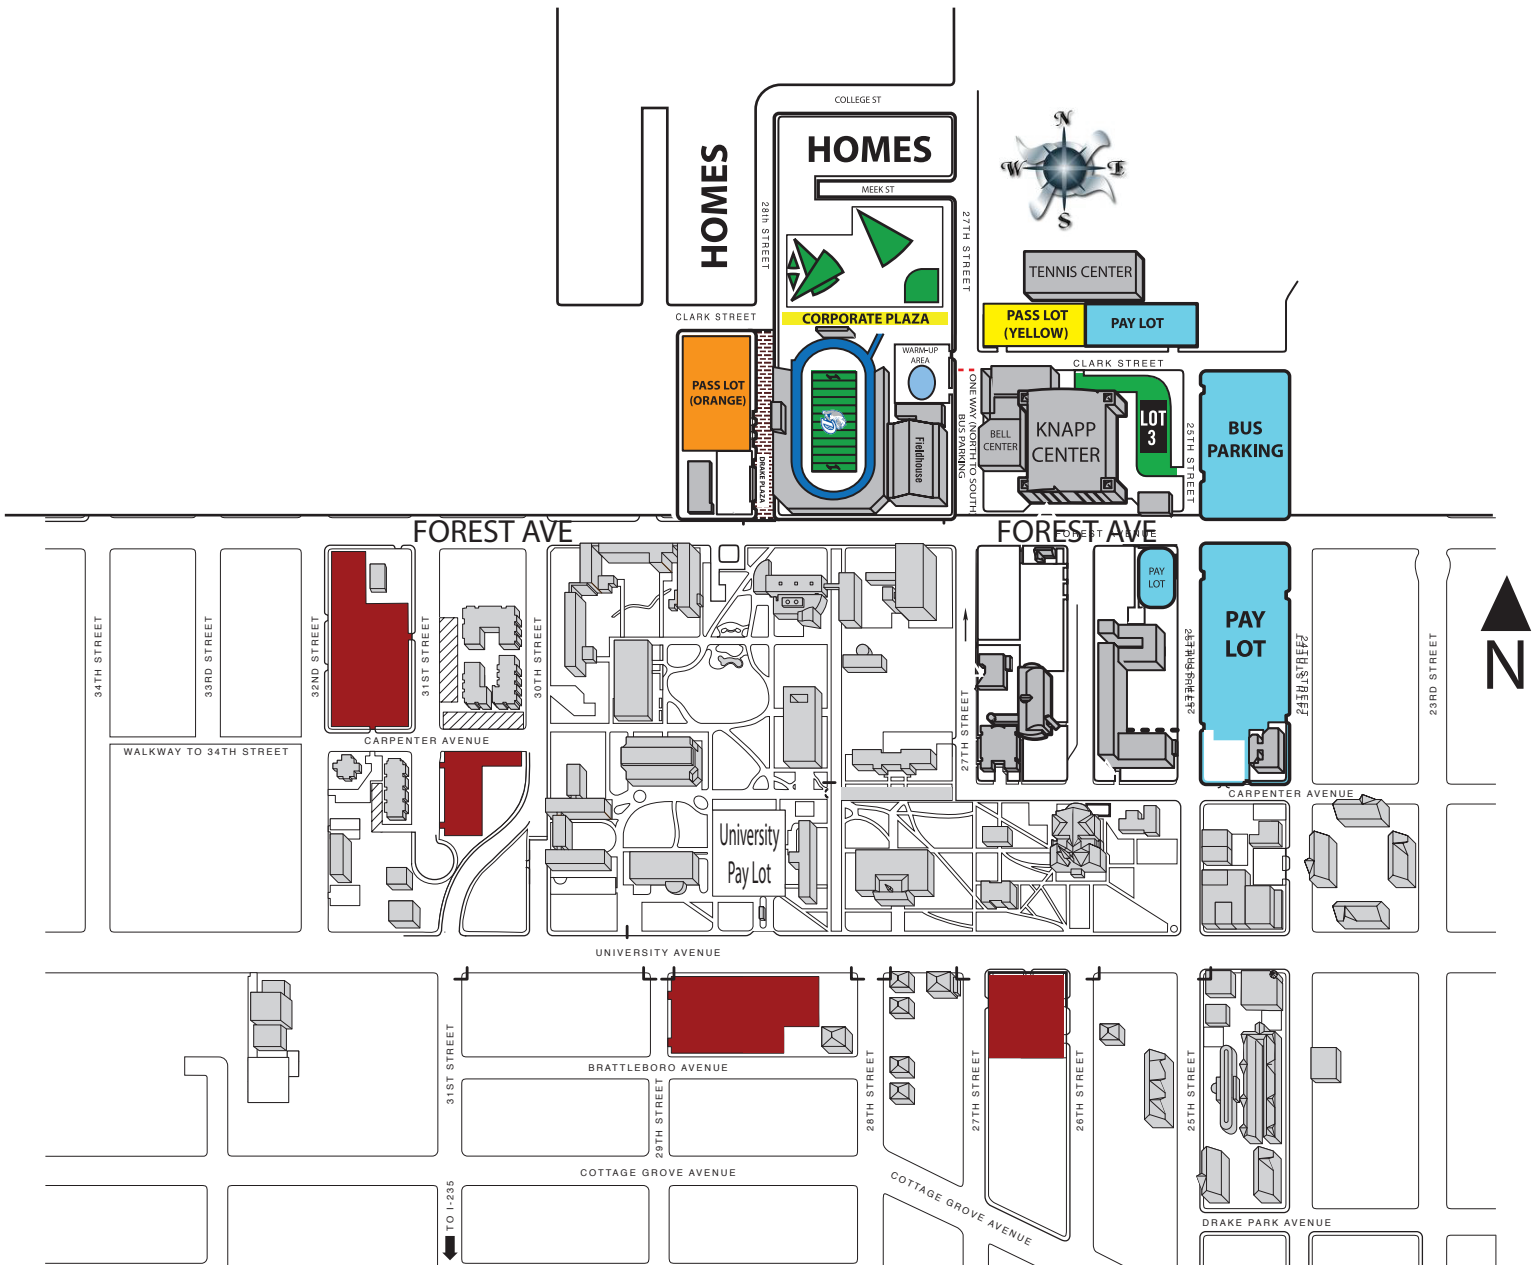 COLLEGE ST
HOMES
HOMES
MEEK ST
28th STREET
27TH STREET
N
W
E
S
TENNIS CENTER
CLARK STREET
CORPORATE PLAZA
PASS LOT
(YELLOW)
PAY LOT
CLARK STREET
PASS LOT
(ORANGE)
WARM-UP
AREA
ONE WAY (NORTH TO SOUTH
BUS PARKING
BELL
CENTER
KNAPP
CENTER
LOT
3
25TH STREET
BUS
PARKING
Fieldhouse
DRAKE PLAZA
FOREST AVE
FOREST AVE
FOREST AVENUE
PAY
LOT
PAY
LOT
34TH STREET
33RD STREET
32ND STREET
31ST STREET
30TH STREET
27TH STREET
25TH STREET
24TH STREET
23RD STREET
N
CARPENTER AVENUE
WALKWAY TO 34TH STREET
CARPENTER AVENUE
University
Pay Lot
UNIVERSITY AVENUE
31ST STREET
BRATTLEBORO AVENUE
29TH STREET
28TH STREET
27TH STREET
26TH STREET
25TH STREET
COTTAGE GROVE AVENUE
COTTAGE GROVE AVENUE
TO I-235
DRAKE PARK AVENUE